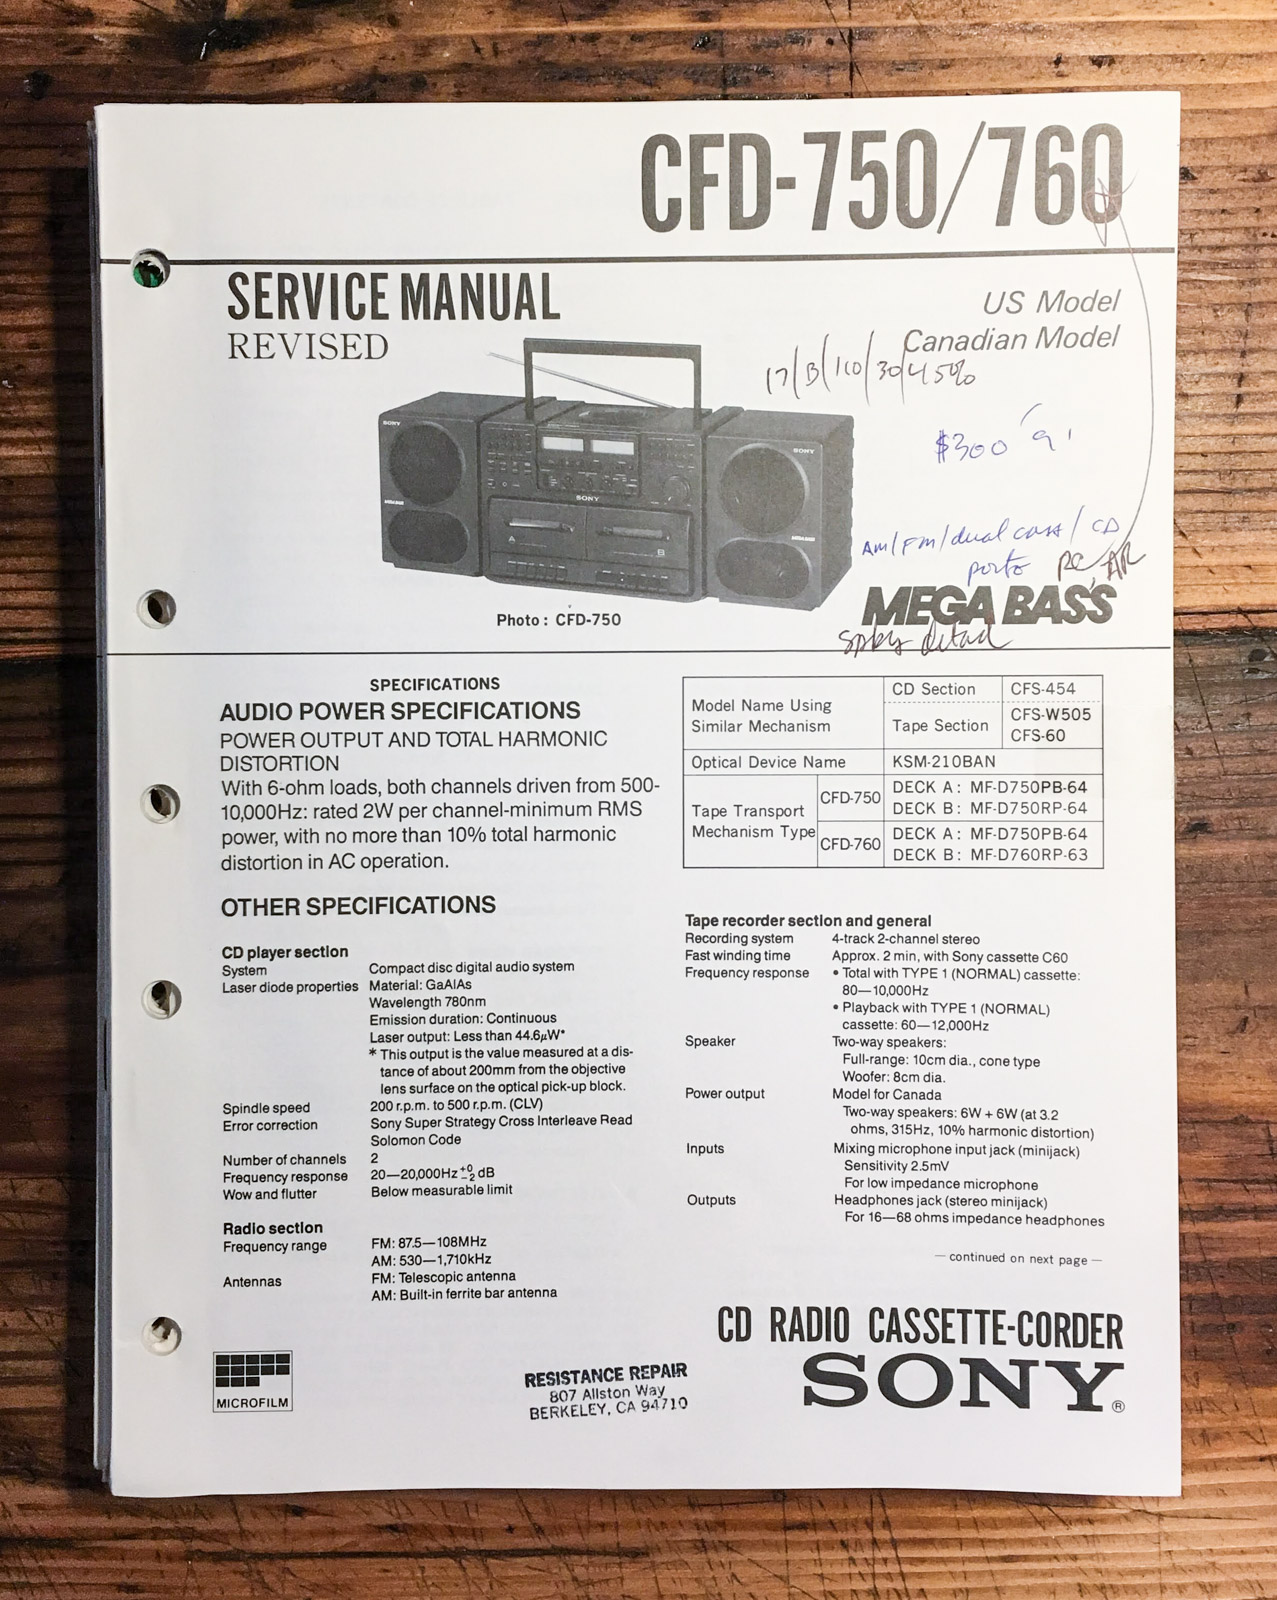 CFD-750/760
SERVICE MANUAL
REVISED
US Model
Canadian Model
$300 '91
AM/FM/dual cass/CD
porto
MEGA BASS
spkrs detach
SONY
SONY
SONY
MEGA BASS
MEGA BASS
A
B
Photo : CFD-750
SPECIFICATIONS
AUDIO POWER SPECIFICATIONS
POWER OUTPUT AND TOTAL HARMONIC
DISTORTION
With 6-ohm loads, both channels driven from 500-
10,000Hz: rated 2W per channel-minimum RMS
power, with no more than 10% total harmonic
distortion in AC operation.
Model Name Using
Similar Mechanism
CD Section
CFS-454
Tape Section
CFS-W505
CFS-60
Optical Device Name
KSM-210BAN
Tape Transport
Mechanism Type
CFD-750
DECK A : MF-D750PB-64
DECK B : MF-D750RP-64
CFD-760
DECK A : MF-D750PB-64
DECK B : MF-D760RP-63
OTHER SPECIFICATIONS
CD player section
System Compact disc digital audio system
Laser diode properties Material: GaAlAs
Wavelength 780nm
Emission duration: Continuous
Laser output: Less than 44.6μW*
* This output is the value measured at a dis-
tance of about 200mm from the objective
lens surface on the optical pick-up block.
Spindle speed 200 r.p.m. to 500 r.p.m. (CLV)
Error correction Sony Super Strategy Cross Interleave Read
Solomon Code
Number of channels 2
Frequency response 20—20,000Hz +0 −2 dB
Wow and flutter Below measurable limit
Radio section
Frequency range FM: 87.5—108MHz
AM: 530—1,710kHz
Antennas FM: Telescopic antenna
AM: Built-in ferrite bar antenna
Tape recorder section and general
Recording system 4-track 2-channel stereo
Fast winding time Approx. 2 min, with Sony cassette C60
Frequency response • Total with TYPE 1 (NORMAL) cassette:
80—10,000Hz
• Playback with TYPE 1 (NORMAL)
cassette: 60—12,000Hz
Speaker Two-way speakers:
Full-range: 10cm dia., cone type
Woofer: 8cm dia.
Power output Model for Canada
Two-way speakers: 6W + 6W (at 3.2
ohms, 315Hz, 10% harmonic distortion)
Inputs Mixing microphone input jack (minijack)
Sensitivity 2.5mV
For low impedance microphone
Outputs Headphones jack (stereo minijack)
For 16—68 ohms impedance headphones
— continued on next page —
CD RADIO CASSETTE-CORDER
SONY®
MICROFILM
RESISTANCE REPAIR
807 Allston Way
BERKELEY, CA 94710